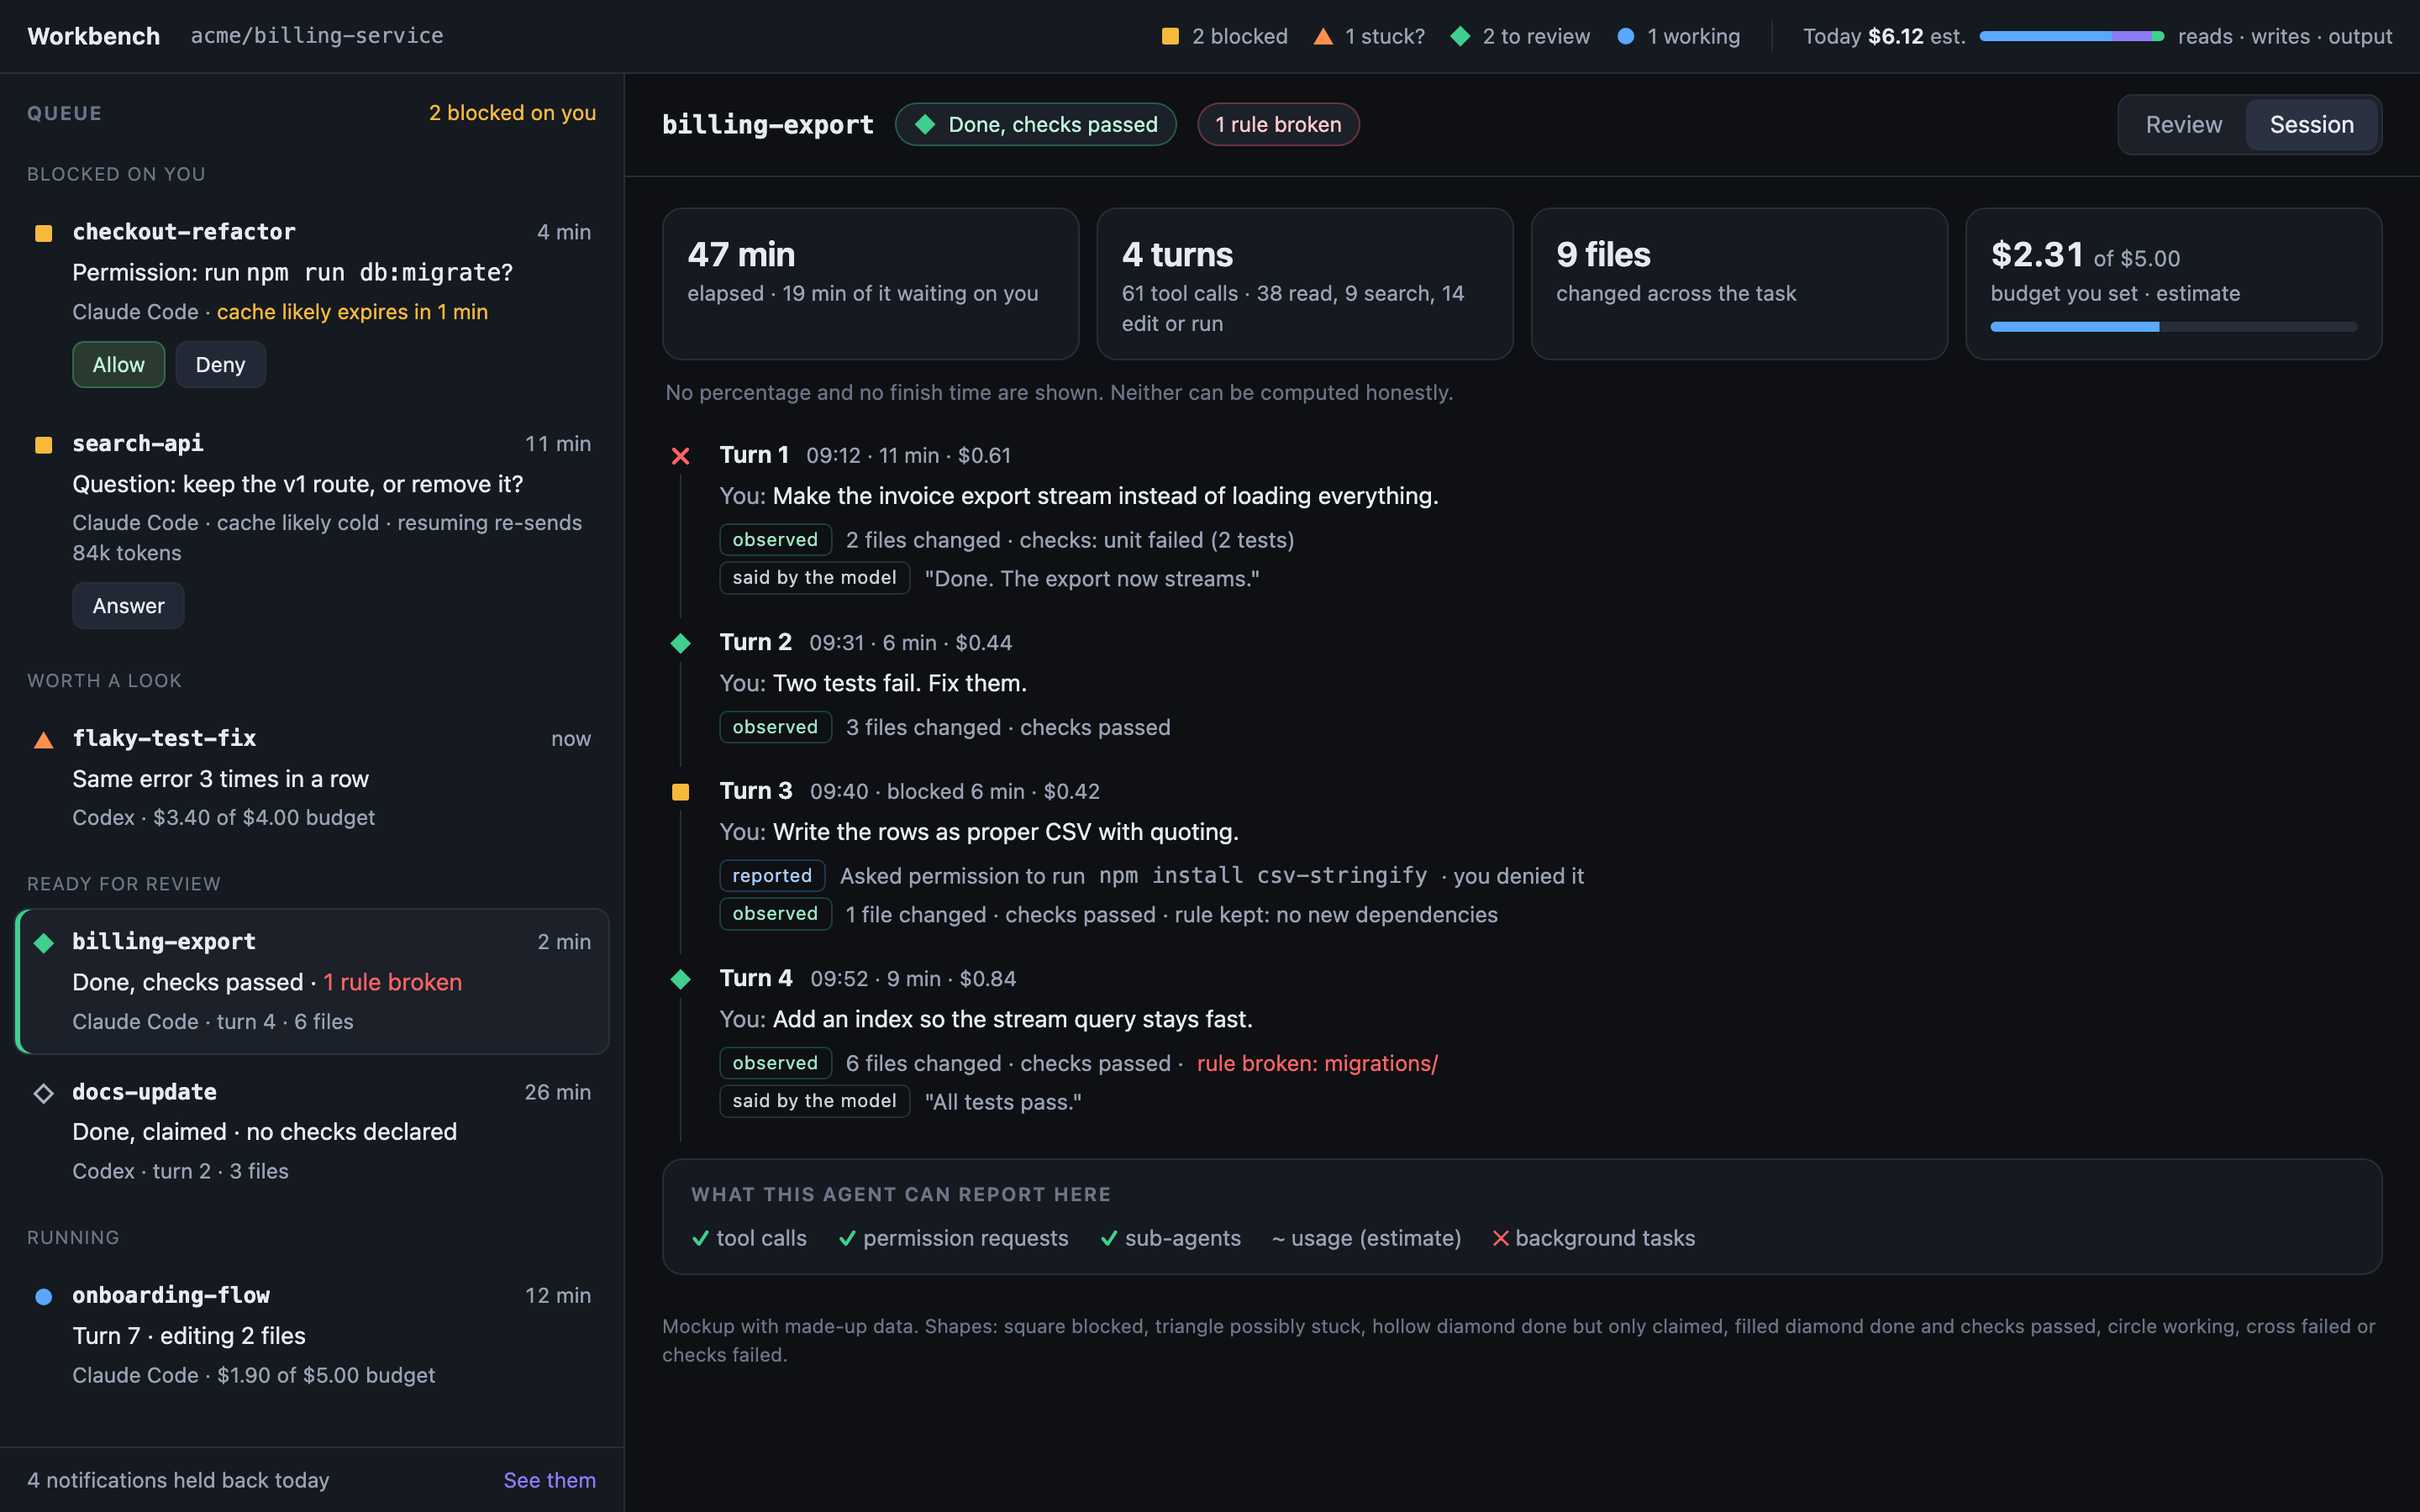 Workbench acme/billing-service
2 blocked 1 stuck? 2 to review 1 working Today $6.12 est. reads · writes · output
QUEUE 2 blocked on you
BLOCKED ON YOU
checkout-refactor 4 min
Permission: run npm run db:migrate?
Claude Code · cache likely expires in 1 min
Allow Deny
search-api 11 min
Question: keep the v1 route, or remove it?
Claude Code · cache likely cold · resuming re-sends
84k tokens
Answer
WORTH A LOOK
flaky-test-fix now
Same error 3 times in a row
Codex · $3.40 of $4.00 budget
READY FOR REVIEW
billing-export 2 min
Done, checks passed · 1 rule broken
Claude Code · turn 4 · 6 files
docs-update 26 min
Done, claimed · no checks declared
Codex · turn 2 · 3 files
RUNNING
onboarding-flow 12 min
Turn 7 · editing 2 files
Claude Code · $1.90 of $5.00 budget
4 notifications held back today See them
billing-export Done, checks passed 1 rule broken Review Session
47 min
elapsed · 19 min of it waiting on you
4 turns
61 tool calls · 38 read, 9 search, 14
edit or run
9 files
changed across the task
$2.31 of $5.00
budget you set · estimate
No percentage and no finish time are shown. Neither can be computed honestly.
Turn 1 09:12 · 11 min · $0.61
You: Make the invoice export stream instead of loading everything.
observed 2 files changed · checks: unit failed (2 tests)
said by the model "Done. The export now streams."
Turn 2 09:31 · 6 min · $0.44
You: Two tests fail. Fix them.
observed 3 files changed · checks passed
Turn 3 09:40 · blocked 6 min · $0.42
You: Write the rows as proper CSV with quoting.
reported Asked permission to run npm install csv-stringify · you denied it
observed 1 file changed · checks passed · rule kept: no new dependencies
Turn 4 09:52 · 9 min · $0.84
You: Add an index so the stream query stays fast.
observed 6 files changed · checks passed · rule broken: migrations/
said by the model "All tests pass."
WHAT THIS AGENT CAN REPORT HERE
✓ tool calls ✓ permission requests ✓ sub-agents ~ usage (estimate) ✕ background tasks
Mockup with made-up data. Shapes: square blocked, triangle possibly stuck, hollow diamond done but only claimed, filled diamond done and checks passed, circle working, cross failed or
checks failed.